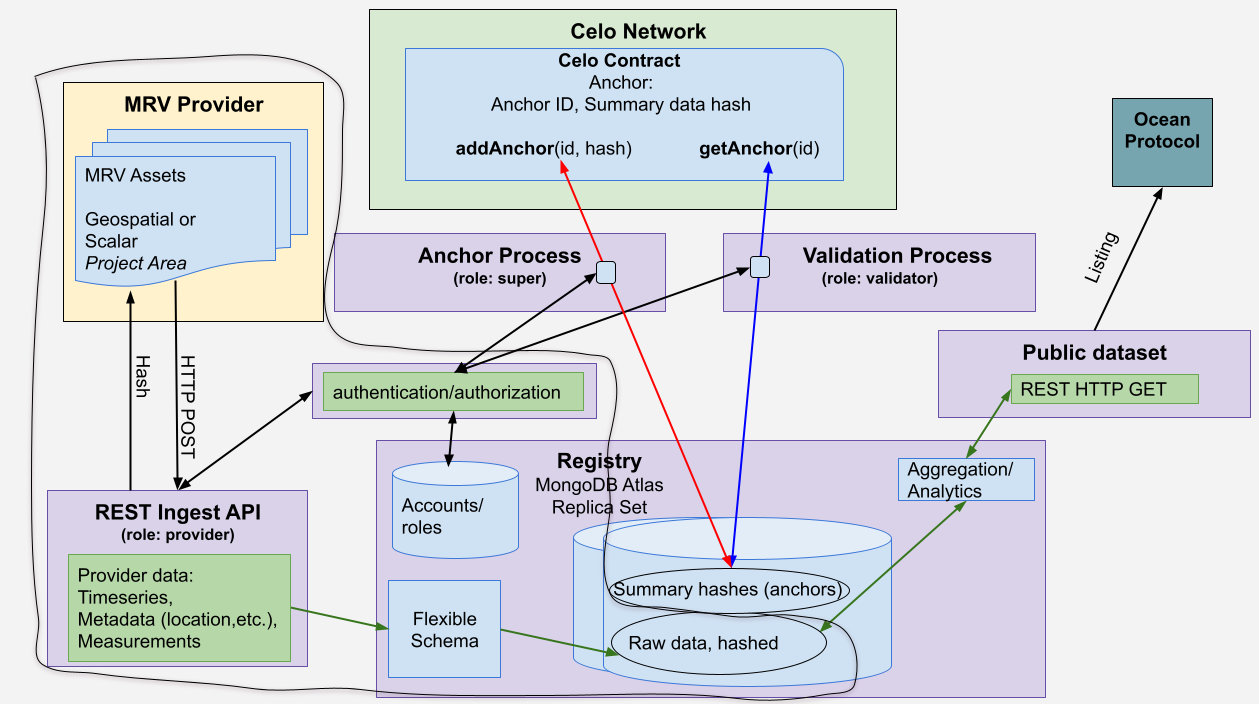 Celo Network
Celo Contract
Anchor:
Anchor ID, Summary data hash
addAnchor(id, hash)
getAnchor(id)
MRV Provider
MRV Assets
Geospatial or
Scalar
Project Area
Ocean
Protocol
Listing
Anchor Process
(role: super)
Validation Process
(role: validator)
Public dataset
REST HTTP GET
Hash
HTTP POST
authentication/authorization
Registry
MongoDB Atlas
Replica Set
Accounts/
roles
Aggregation/
Analytics
REST Ingest API
(role: provider)
Provider data:
Timeseries,
Metadata (location,etc.),
Measurements
Flexible
Schema
Summary hashes (anchors)
Raw data, hashed